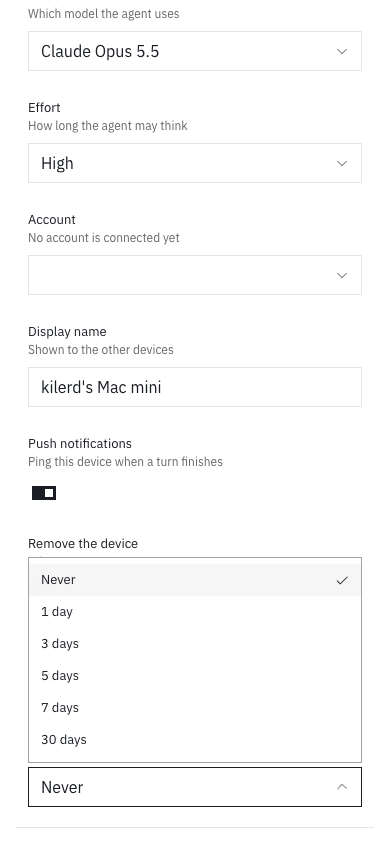 Which model the agent uses
Claude Opus 5.5
Effort
How long the agent may think
High
Account
No account is connected yet
Display name
Shown to the other devices
kilerd's Mac mini
Push notifications
Ping this device when a turn finishes
Remove the device
Never
1 day
3 days
5 days
7 days
30 days
Never